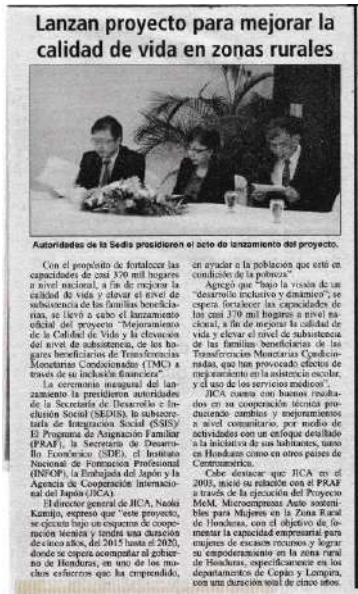 Lanzan proyecto para mejorar la
calidad de vida en zonas rurales
Autoridades de la Sedis presidieron el acto de lanzamiento del proyecto.
Con el propósito de fortalecer las
capacidades de casi 370 mil hogares
a nivel nacional, a fin de mejorar la
calidad de vida y elevar el nivel de
subsistencia de las familias beneficia-
rias, se llevó a cabo el lanzamiento
oficial del proyecto "Mejoramiento
de la Calidad de Vida y la elevación
del nivel de subsistencia, de los ho-
gares beneficiarios de Transferencias
Monetarias Condicionadas (TMC) a
través de su inclusión financiera".
La ceremonia inaugural del lan-
zamiento la presidieron autoridades
de la Secretaría de Desarrollo e In-
clusión Social (SEDIS), la subsecre-
taría de Integración Social (SSIS)/
El Programa de Asignación Familiar
(PRAF), la Secretaría de Desarro-
llo Económico (SDE), el Instituto
Nacional de Formación Profesional
(INFOP), la Embajada del Japón y la
Agencia de Cooperación Internacio-
nal del Japón (JICA).
El director general de JICA, Naoki
Kamijo, expresó que "este proyecto,
se ejecuta bajo un esquema de coope-
ración técnica y tendrá una duración
de cinco años, del 2015 hasta el 2020,
donde se espera acompañar al gobier-
no de Honduras, en uno de los mu-
chos esfuerzos que ha emprendido,
en ayudar a la población que está en
condición de la pobreza".
Agregó que "bajo la visión de un
"desarrollo inclusivo y dinámico", se
espera fortalecer las capacidades de
los casi 370 mil hogares a nivel na-
cional, a fin de mejorar la calidad de
vida y elevar el nivel de subsistencia
de las familias beneficiarias de las
Transferencias Monetarias Condicio-
nadas, que han provocado efectos de
mejoramiento en la asistencia escolar,
y el uso de los servicios médicos".
JICA cuenta con buenos resulta-
dos en su cooperación técnica pro-
duciendo cambios y mejoramientos
a nivel comunitario, por medio de
actividades con un enfoque detallado
a la iniciativa de sus habitantes, tanto
en Honduras como en otros países de
Centroamérica.
Cabe destacar que JICA en el
2003, inició su relación con el PRAF
a través de la ejecución del Proyecto
MeM, Microempresas Auto sosteni-
bles para Mujeres en la Zona Rural
de Honduras, con el objetivo de fo-
mentar la capacidad empresarial para
mujeres de escasos recursos y lograr
su empoderamiento en la zona rural
de Honduras, específicamente en los
departamentos de Copán y Lempira,
con una duración total de cinco años.